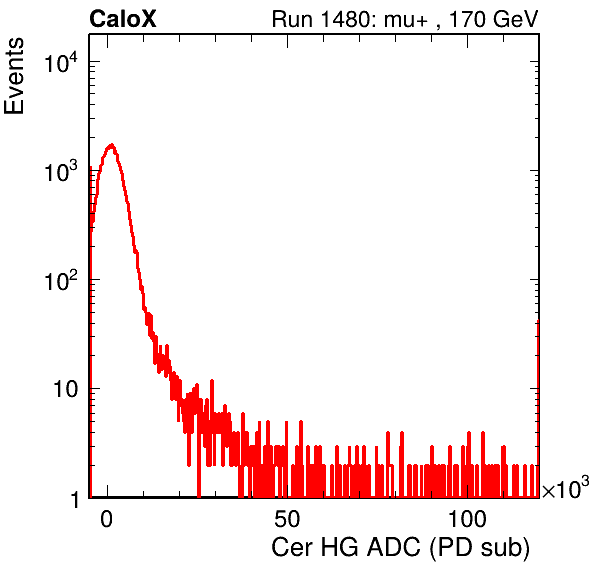 CaloX
Run 1480: mu+ , 170 GeV
Events
10⁴
10³
10²
10
1
0
50
100
×10³
Cer HG ADC (PD sub)